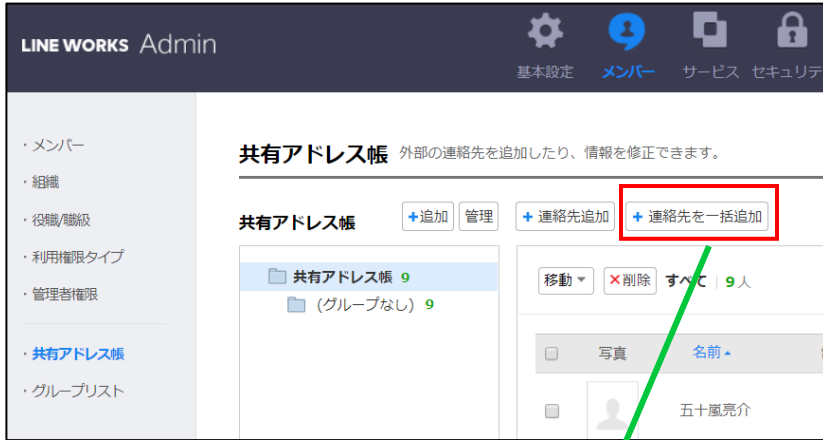 LINE WORKS Admin
基本設定 メンバー サービス セキュリテ
・メンバー
・組織
・役職/職級
・利用権限タイプ
・管理者権限
・共有アドレス帳
・グループリスト
共有アドレス帳 外部の連絡先を追加したり、情報を修正できます。
共有アドレス帳 +追加 管理 + 連絡先追加 + 連絡先を一括追加
共有アドレス帳 9
(グループなし) 9
移動 ×削除 すべて | 9人
写真 名前
五十嵐亮介